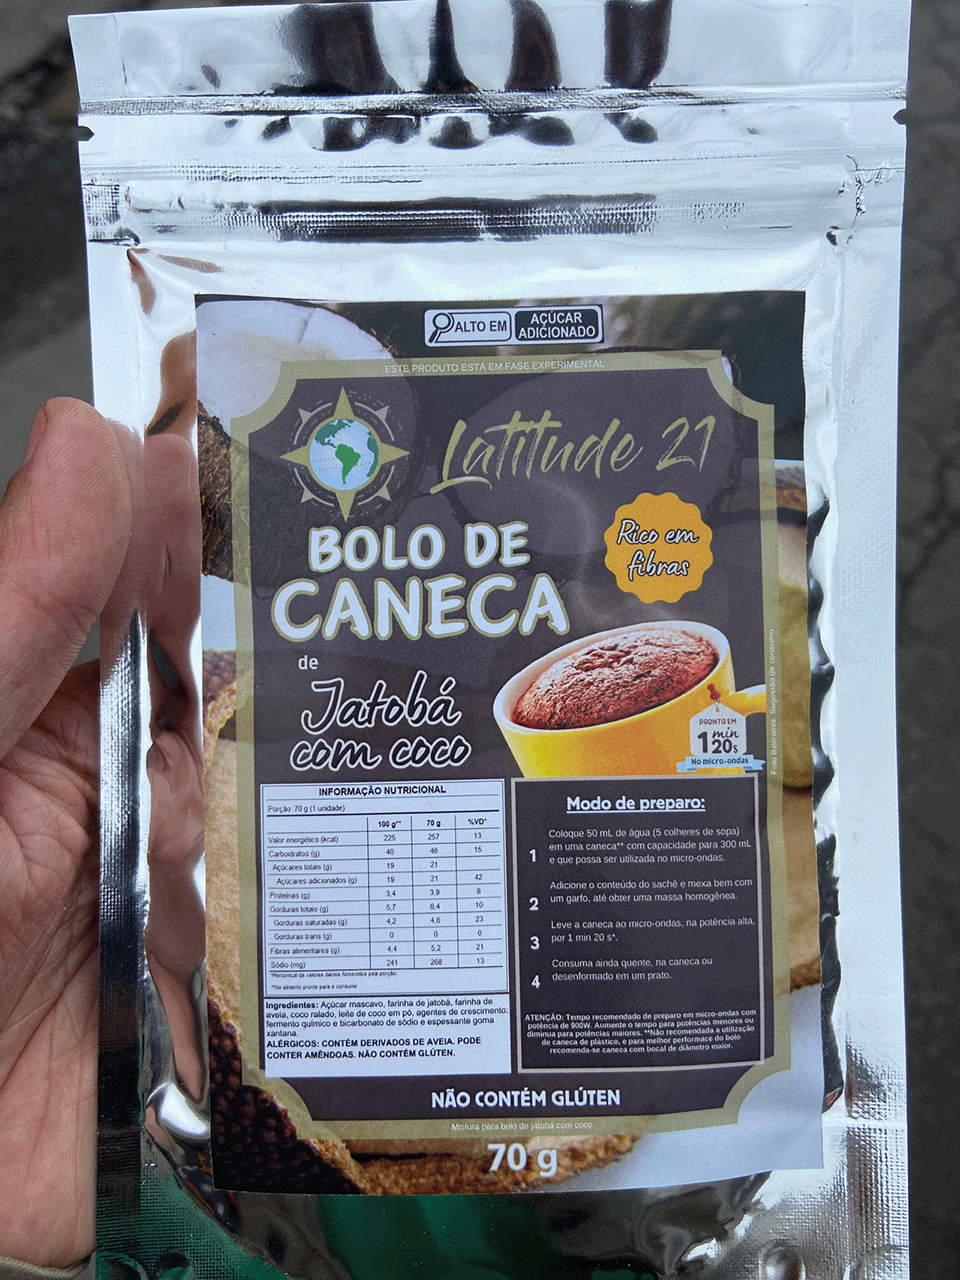 ALTO EM
AÇÚCAR
ADICIONADO
ESTE PRODUTO ESTÁ EM FASE EXPERIMENTAL
Latitude 21
BOLO DE
CANECA
Rico em
fibras
de
Jatobá
com coco
PRONTO EM
1 min
20s
No micro-ondas
Foto ilustrativa. Sugestão de consumo
INFORMAÇÃO NUTRICIONAL
Porção: 70 g (1 unidade)
100 g** 70 g %VD*
Valor energético (kcal) 225 257 13
Carboidratos (g) 40 46 15
Açúcares totais (g) 19 21
Açúcares adicionados (g) 19 21 42
Proteínas (g) 3,4 3,9 8
Gorduras totais (g) 5,7 6,4 10
Gorduras saturadas (g) 4,2 4,6 23
Gorduras trans (g) 0 0 0
Fibras alimentares (g) 4,4 5,2 21
Sódio (mg) 241 268 13
*Percentual de valores diários fornecidos pela porção.
**No alimento pronto para o consumo
Ingredientes: Açúcar mascavo, farinha de jatobá, farinha de
aveia, coco ralado, leite de coco em pó, agentes de crescimento:
fermento químico e bicarbonato de sódio e espessante goma
xantana.
ALÉRGICOS: CONTÉM DERIVADOS DE AVEIA. PODE
CONTER AMÊNDOAS. NÃO CONTÉM GLÚTEN.
Modo de preparo:
1 Coloque 50 mL de água (5 colheres de sopa)
em uma caneca** com capacidade para 300 mL
e que possa ser utilizada no micro-ondas.
2 Adicione o conteúdo do sachê e mexa bem com
um garfo, até obter uma massa homogênea.
3 Leve a caneca ao micro-ondas, na potência alta,
por 1 min 20 s*.
4 Consuma ainda quente, na caneca ou
desenformado em um prato.
ATENÇÃO: Tempo recomendado de preparo em micro-ondas com
potência de 900W. Aumente o tempo para potências menores ou
diminua para potências maiores. **Não recomendada a utilização
de caneca de plástico, e para melhor performace do bolo
recomenda-se caneca com bocal de diâmetro maior.
NÃO CONTÉM GLÚTEN
Mistura para bolo de jatobá com coco
70 g